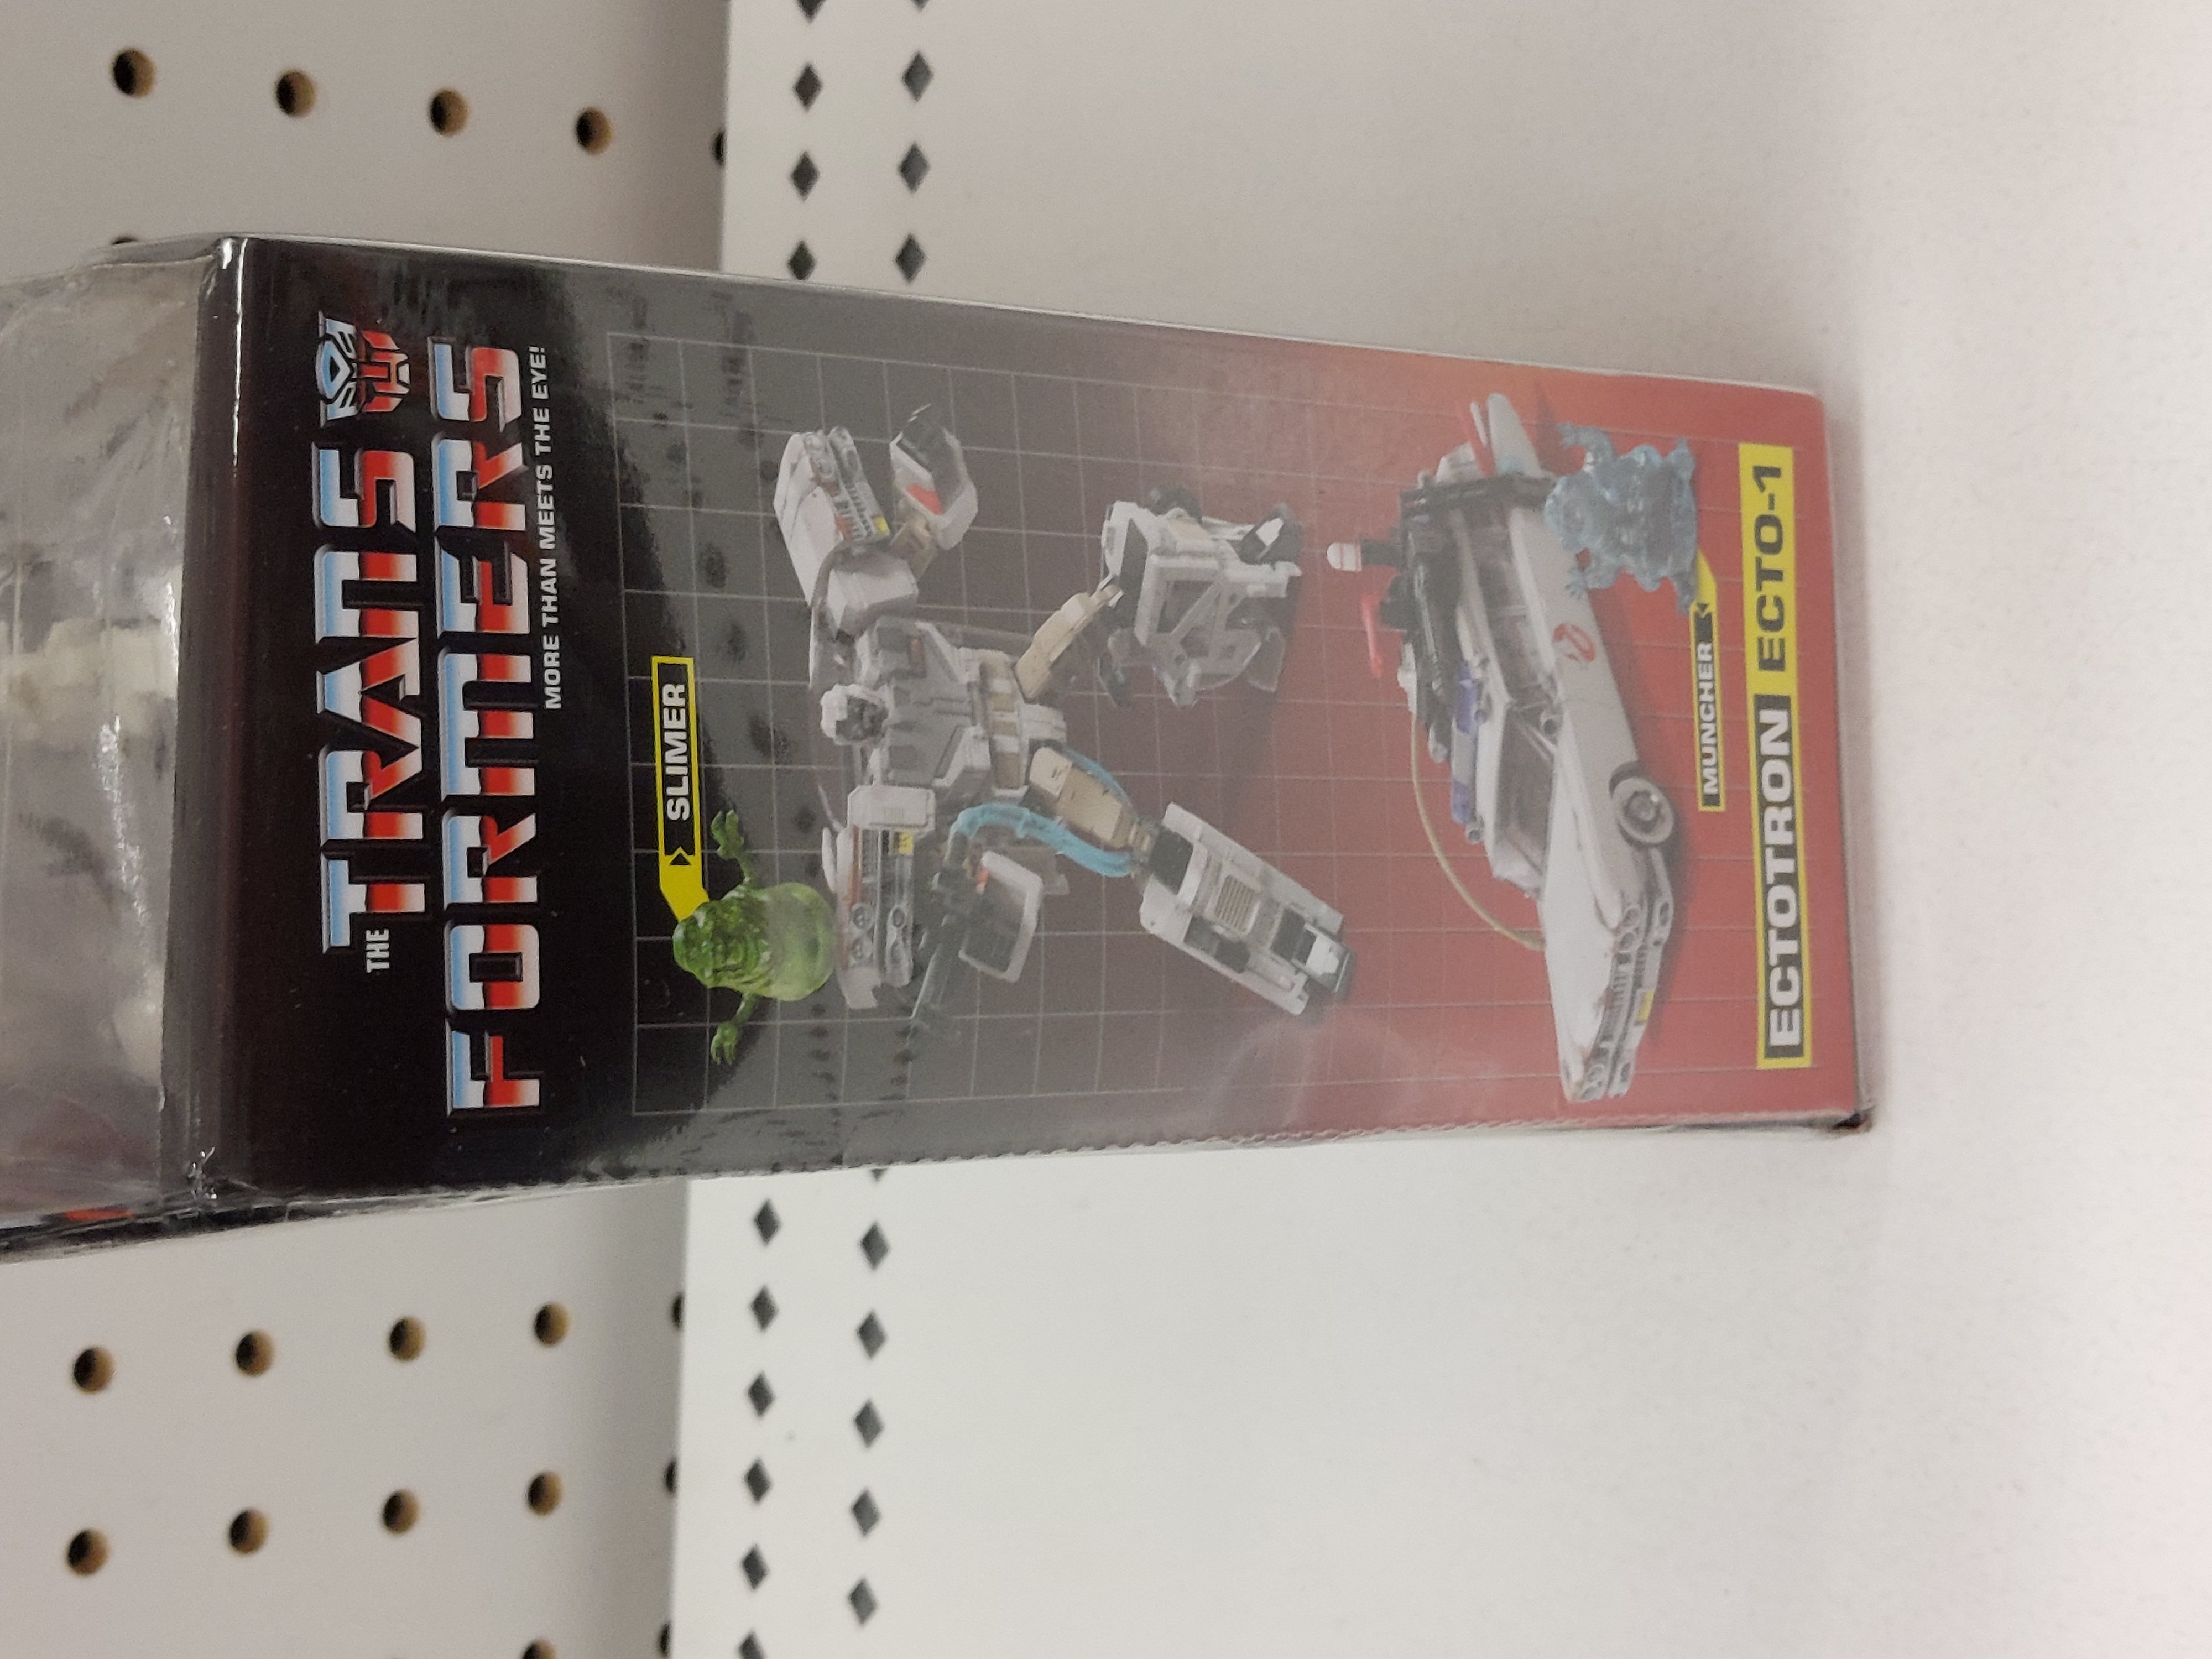 THE TRANS
FORMERS
MORE THAN MEETS THE EYE!
SLIMER
MUNCHER
ECTOTRON ECTO-1